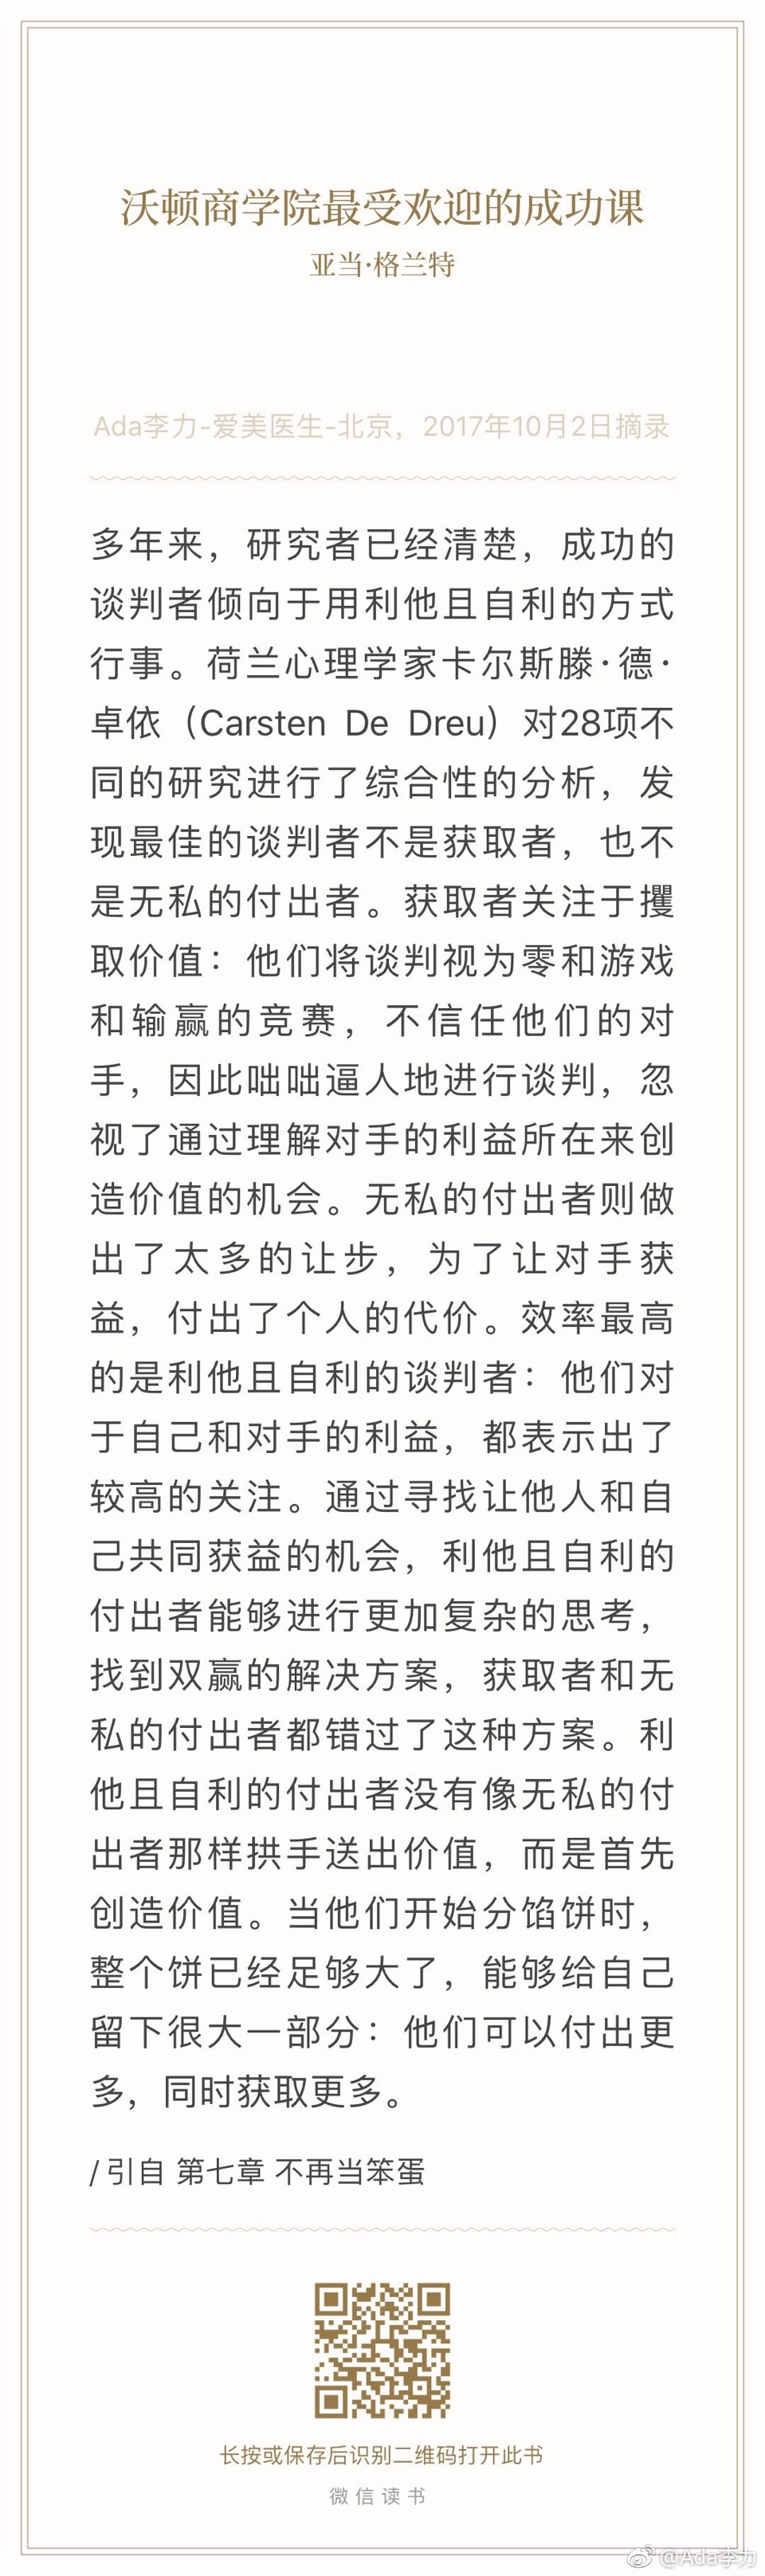 沃顿商学院最受欢迎的成功课
亚当·格兰特
Ada李力-爱美医生-北京，2017年10月2日摘录
多年来，研究者已经清楚，成功的
谈判者倾向于用利他且自利的方式
行事。荷兰心理学家卡尔斯滕·德·
卓依（Carsten De Dreu）对28项不
同的研究进行了综合性的分析，发
现最佳的谈判者不是获取者，也不
是无私的付出者。获取者关注于攫
取价值：他们将谈判视为零和游戏
和输赢的竞赛，不信任他们的对
手，因此咄咄逼人地进行谈判，忽
视了通过理解对手的利益所在来创
造价值的机会。无私的付出者则做
出了太多的让步，为了让对手获
益，付出了个人的代价。效率最高
的是利他且自利的谈判者：他们对
于自己和对手的利益，都表示出了
较高的关注。通过寻找让他人和自
己共同获益的机会，利他且自利的
付出者能够进行更加复杂的思考，
找到双赢的解决方案，获取者和无
私的付出者都错过了这种方案。利
他且自利的付出者没有像无私的付
出者那样拱手送出价值，而是首先
创造价值。当他们开始分馅饼时，
整个饼已经足够大了，能够给自己
留下很大一部分：他们可以付出更
多，同时获取更多。
/ 引自 第七章 不再当笨蛋
长按或保存后识别二维码打开此书
微信读书
@Ada李力